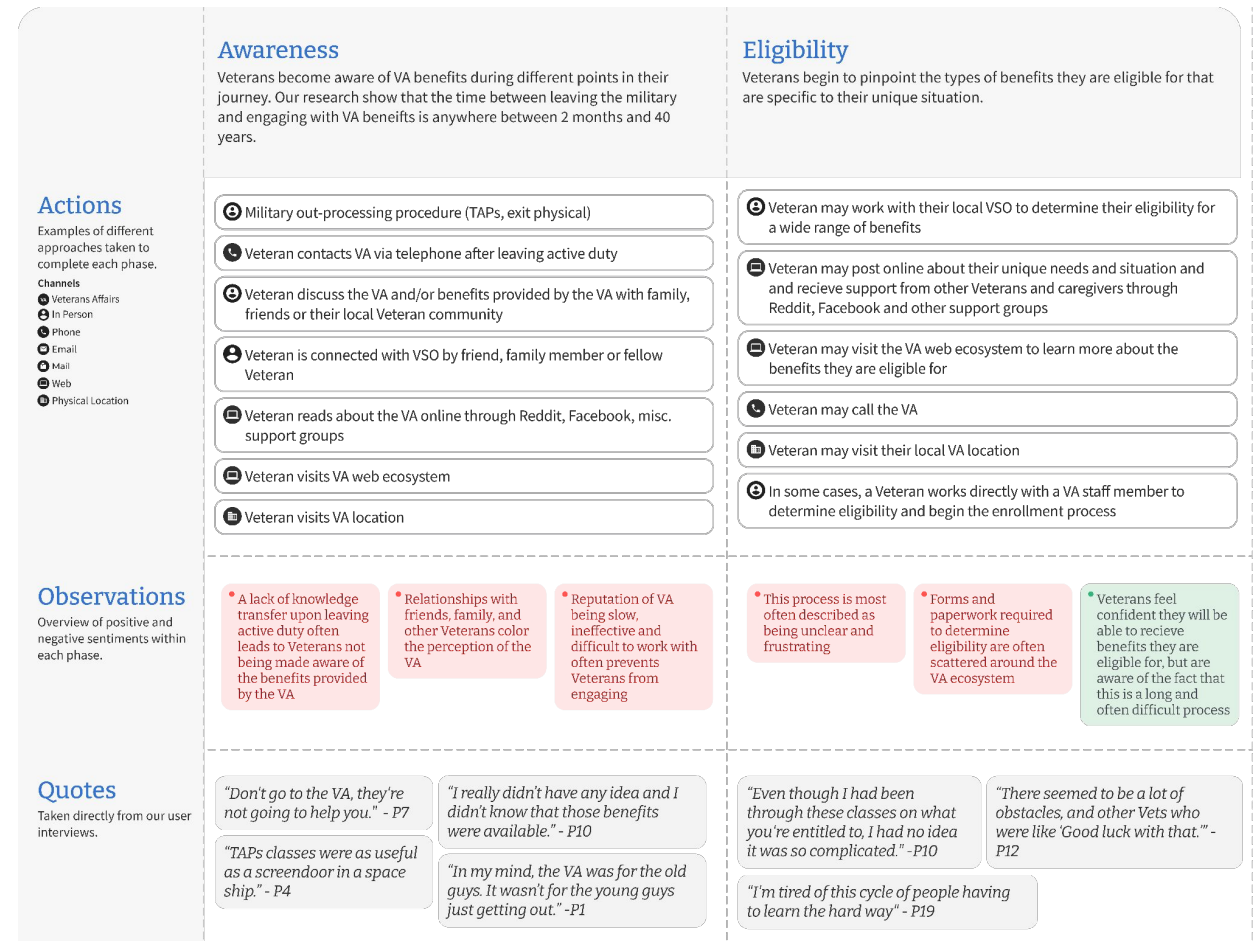 Awareness
Veterans become aware of VA benefits during different points in their
journey. Our research show that the time between leaving the military
and engaging with VA beneifts is anywhere between 2 months and 40
years.
Eligibility
Veterans begin to pinpoint the types of benefits they are eligible for that
are specific to their unique situation.
Actions
Examples of different
approaches taken to
complete each phase.
Channels
Veterans Affairs
In Person
Phone
Email
Mail
Web
Physical Location
Military out-processing procedure (TAPs, exit physical)
Veteran contacts VA via telephone after leaving active duty
Veteran discuss the VA and/or benefits provided by the VA with family,
friends or their local Veteran community
Veteran is connected with VSO by friend, family member or fellow
Veteran
Veteran reads about the VA online through Reddit, Facebook, misc.
support groups
Veteran visits VA web ecosystem
Veteran visits VA location
Veteran may work with their local VSO to determine their eligibility for
a wide range of benefits
Veteran may post online about their unique needs and situation and
and recieve support from other Veterans and caregivers through
Reddit, Facebook and other support groups
Veteran may visit the VA web ecosystem to learn more about the
benefits they are eligible for
Veteran may call the VA
Veteran may visit their local VA location
In some cases, a Veteran works directly with a VA staff member to
determine eligibility and begin the enrollment process
Observations
Overview of positive and
negative sentiments within
each phase.
A lack of knowledge
transfer upon leaving
active duty often
leads to Veterans not
being made aware of
the benefits provided
by the VA
Relationships with
friends, family, and
other Veterans color
the perception of the
VA
Reputation of VA
being slow,
ineffective and
difficult to work with
often prevents
Veterans from
engaging
This process is most
often described as
being unclear and
frustrating
Forms and
paperwork required
to determine
eligibility are often
scattered around the
VA ecosystem
Veterans feel
confident they will be
able to recieve
benefits they are
eligible for, but are
aware of the fact that
this is a long and
often difficult process
Quotes
Taken directly from our user
interviews.
“Don't go to the VA, they're
not going to help you." - P7
“TAPs classes were as useful
as a screendoor in a space
ship.” - P4
“I really didn't have any idea and I
didn't know that those benefits
were available.” - P10
“In my mind, the VA was for the old
guys. It wasn't for the young guys
just getting out.” -P1
“Even though I had been
through these classes on what
you're entitled to, I had no idea
it was so complicated." -P10
“There seemed to be a lot of
obstacles, and other Vets who
were like ‘Good luck with that.’” -
P12
“I'm tired of this cycle of people having
to learn the hard way“ - P19